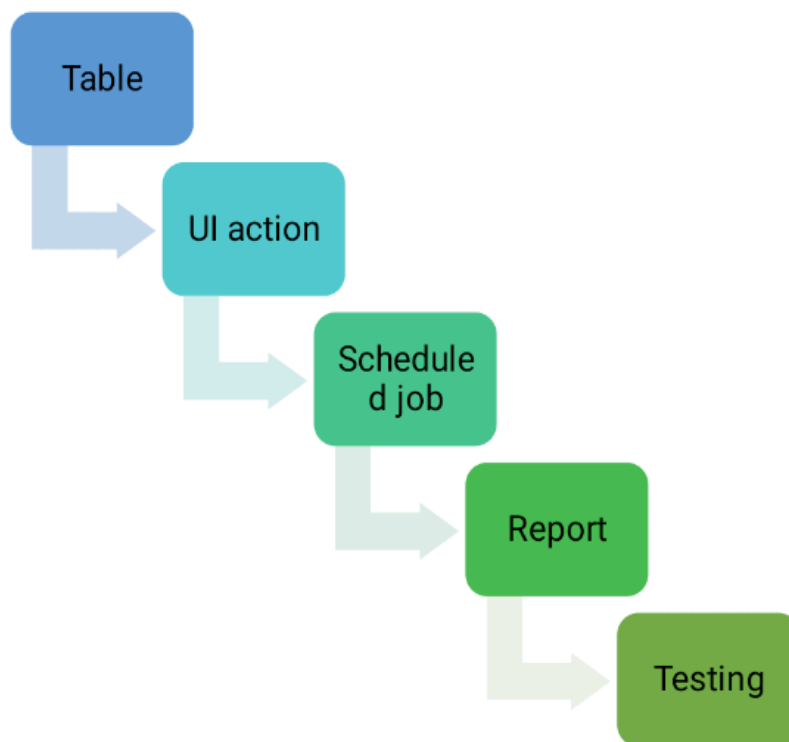 Table
UI action
Schedule
d job
Report
Testing